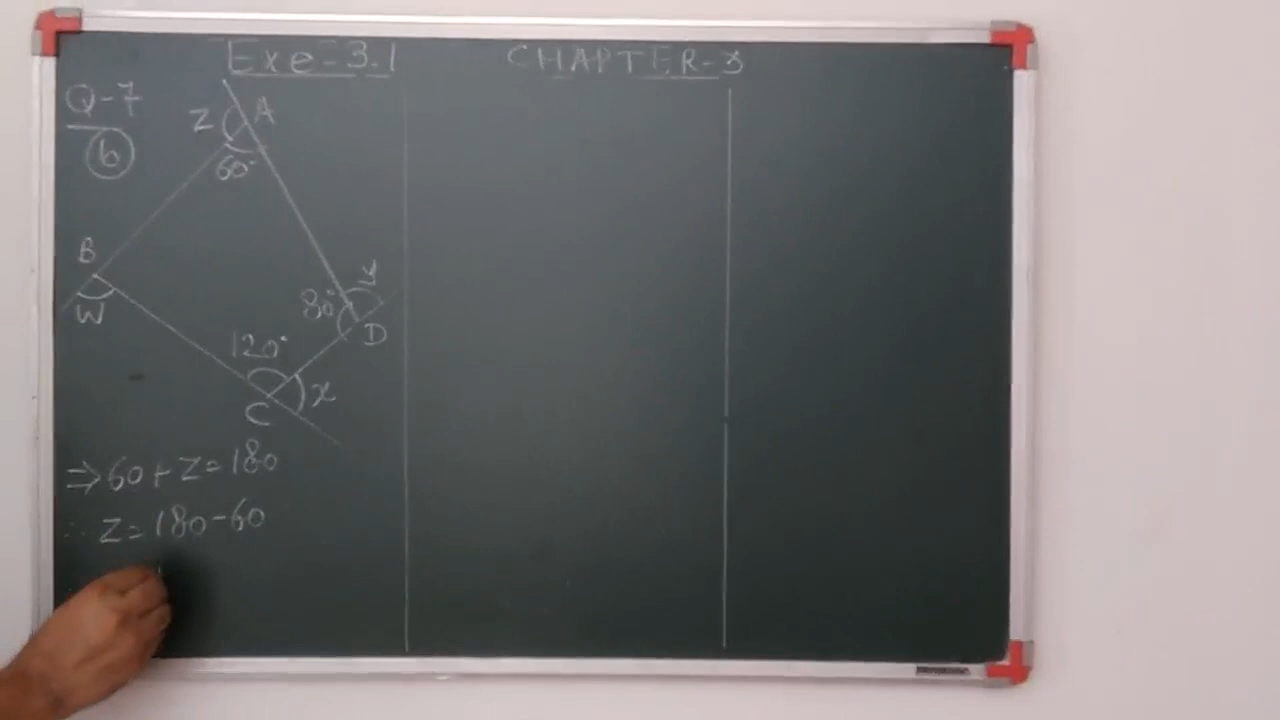 Exe-3.1
CHAPTER-3
Q-7
b
Z A
60°
B
W
y
80°
D
120°
x
C
⇒ 60 + Z = 180
∴ Z = 180 - 60